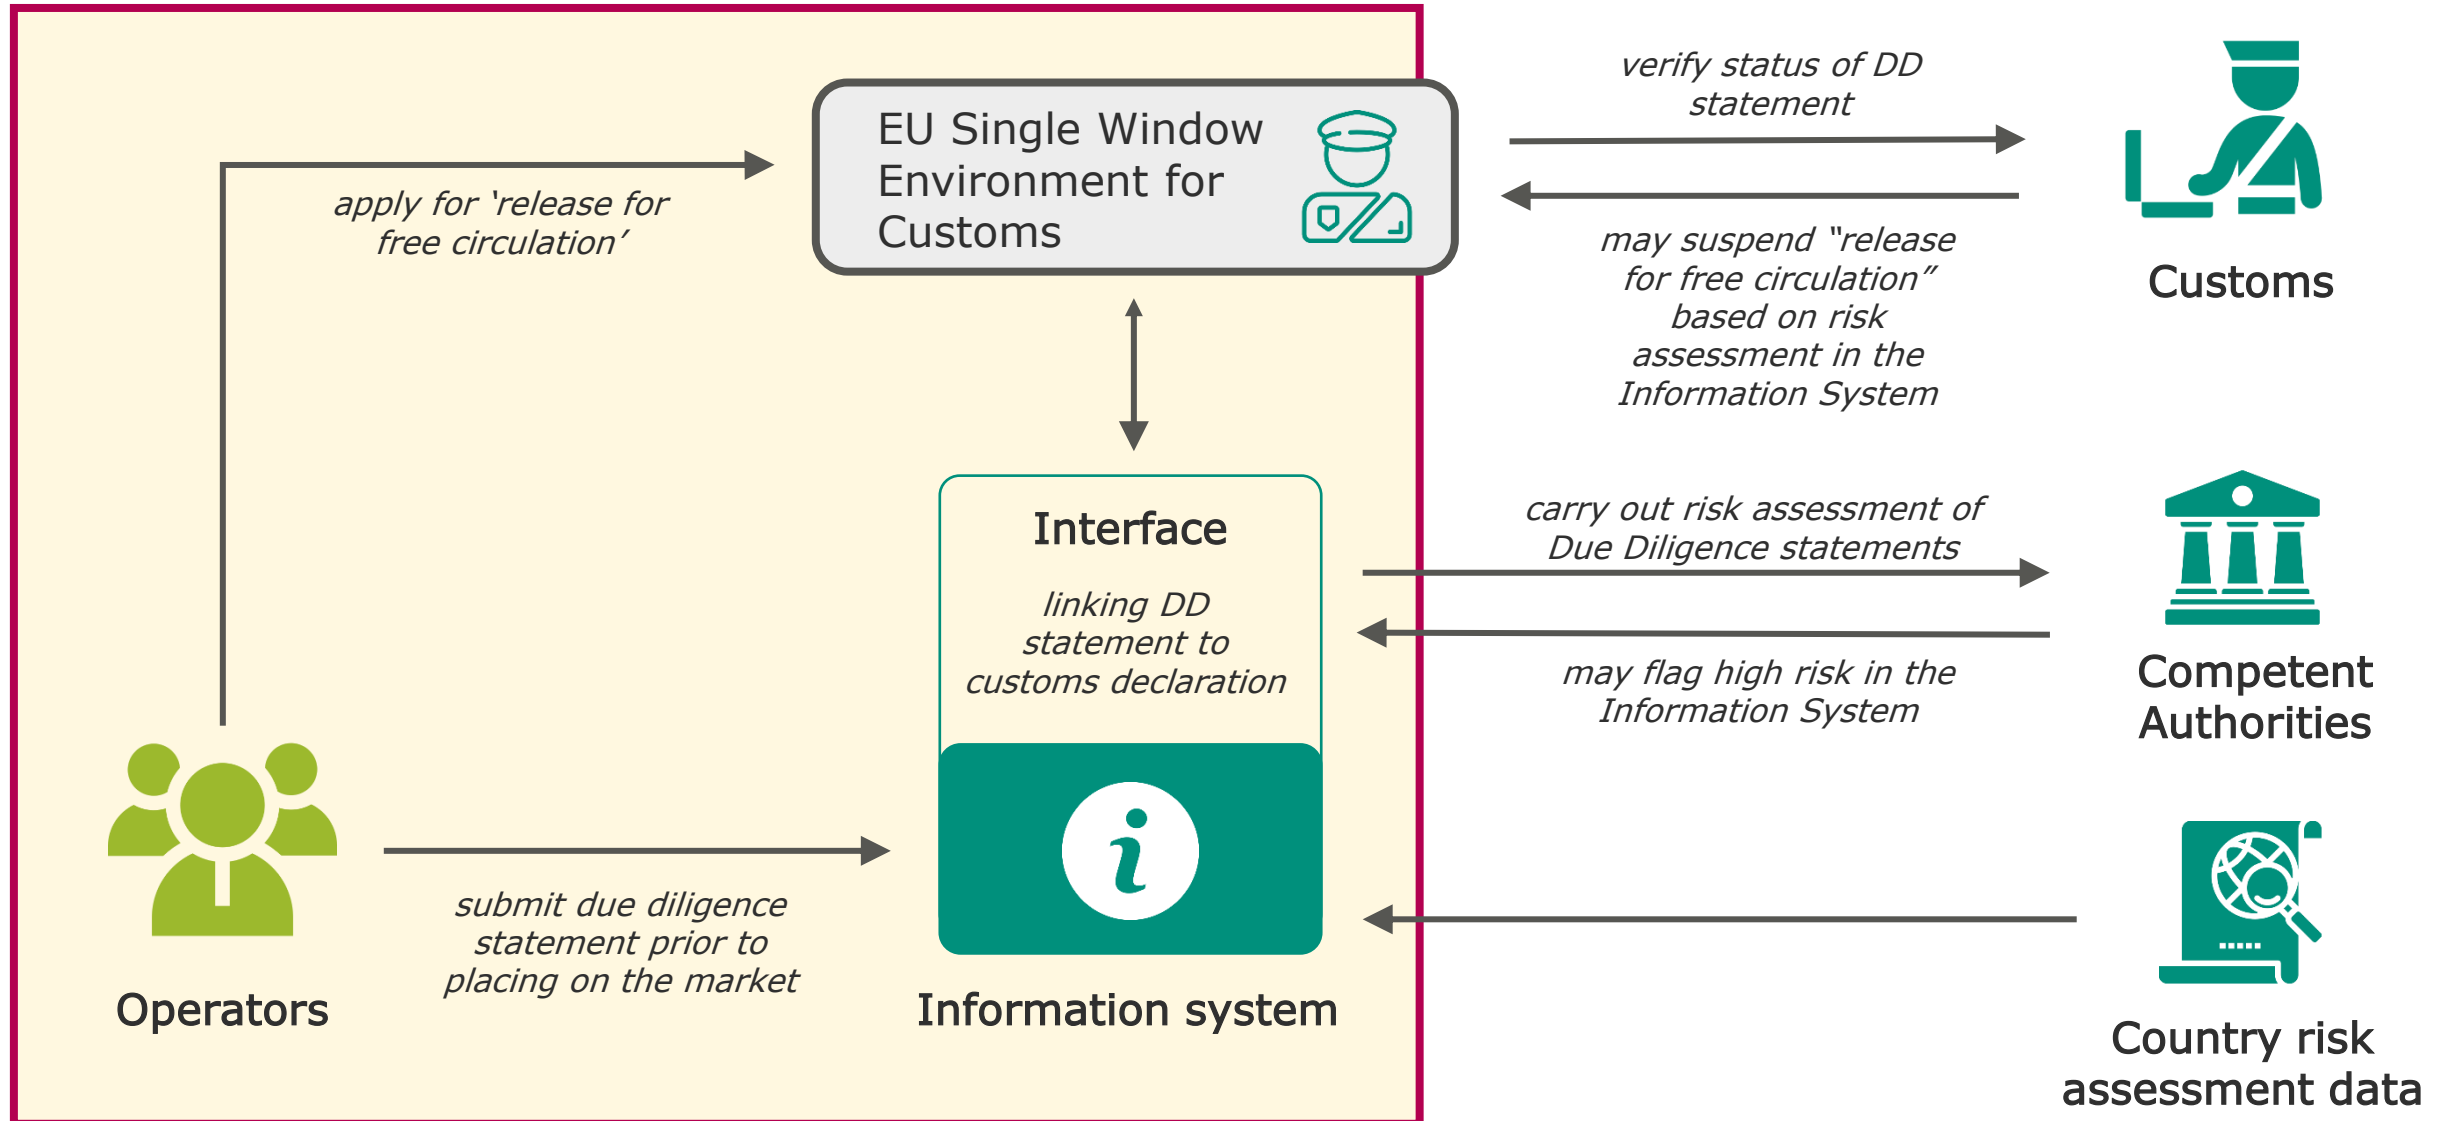 EU Single Window
Environment for
Customs
apply for ‘release for
free circulation’
verify status of DD
statement
may suspend “release
for free circulation”
based on risk
assessment in the
Information System
Customs
Interface
linking DD
statement to
customs declaration
carry out risk assessment of
Due Diligence statements
may flag high risk in the
Information System
Competent
Authorities
Operators
submit due diligence
statement prior to
placing on the market
i
Information system
Country risk
assessment data